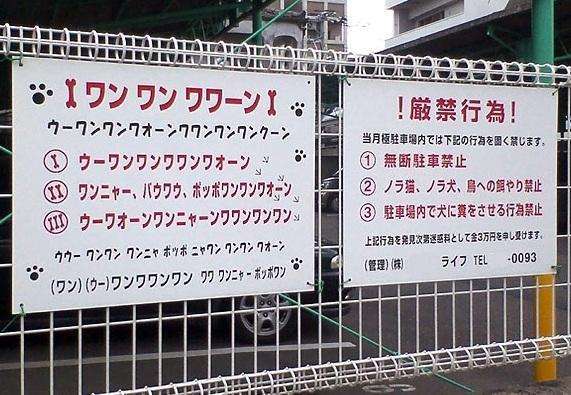 ワン ワン ワワーン
ウーワンワンワオーンワワンワンワンクーン
Ⅰ ウーワンワンワワンワオーン
Ⅱ ワンニャー、バウワウ、ポッポワンワンワオーン
Ⅲ ウーワオーンワンニャーンワワンワンワン
ウウー ワンワン ワンニャ ポッポ ニャワン ワンワン ワオーン
(ワン)(ウー)ワンワワンワン ワワ ワンニャー ポッポワン
!厳禁行為!
当月極駐車場内では下記の行為を固く禁じます。
① 無断駐車禁止
② ノラ猫、ノラ犬、鳥への餌やり禁止
③ 駐車場内で犬に糞をさせる行為禁止
上記行為を発見次第迷惑料として金3万円を申し受けます。
(管理)(株) ライフ TEL -0093